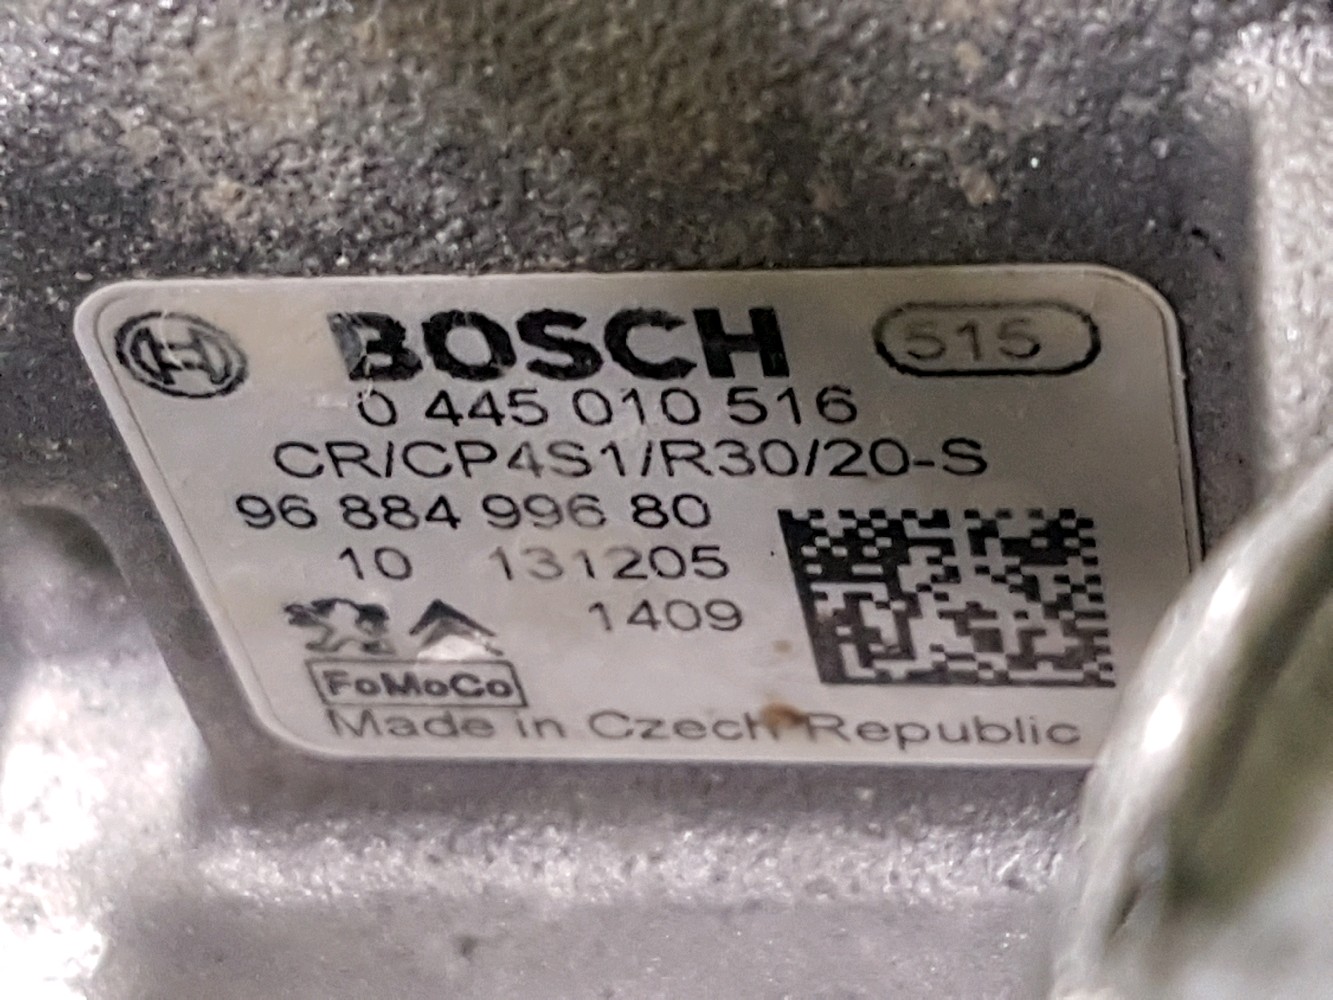 BOSCH 515
0 445 010 516
CR/CP4S1/R30/20-S
96 884 996 80
10 131205
1409
FoMoCo
Made in Czech Republic